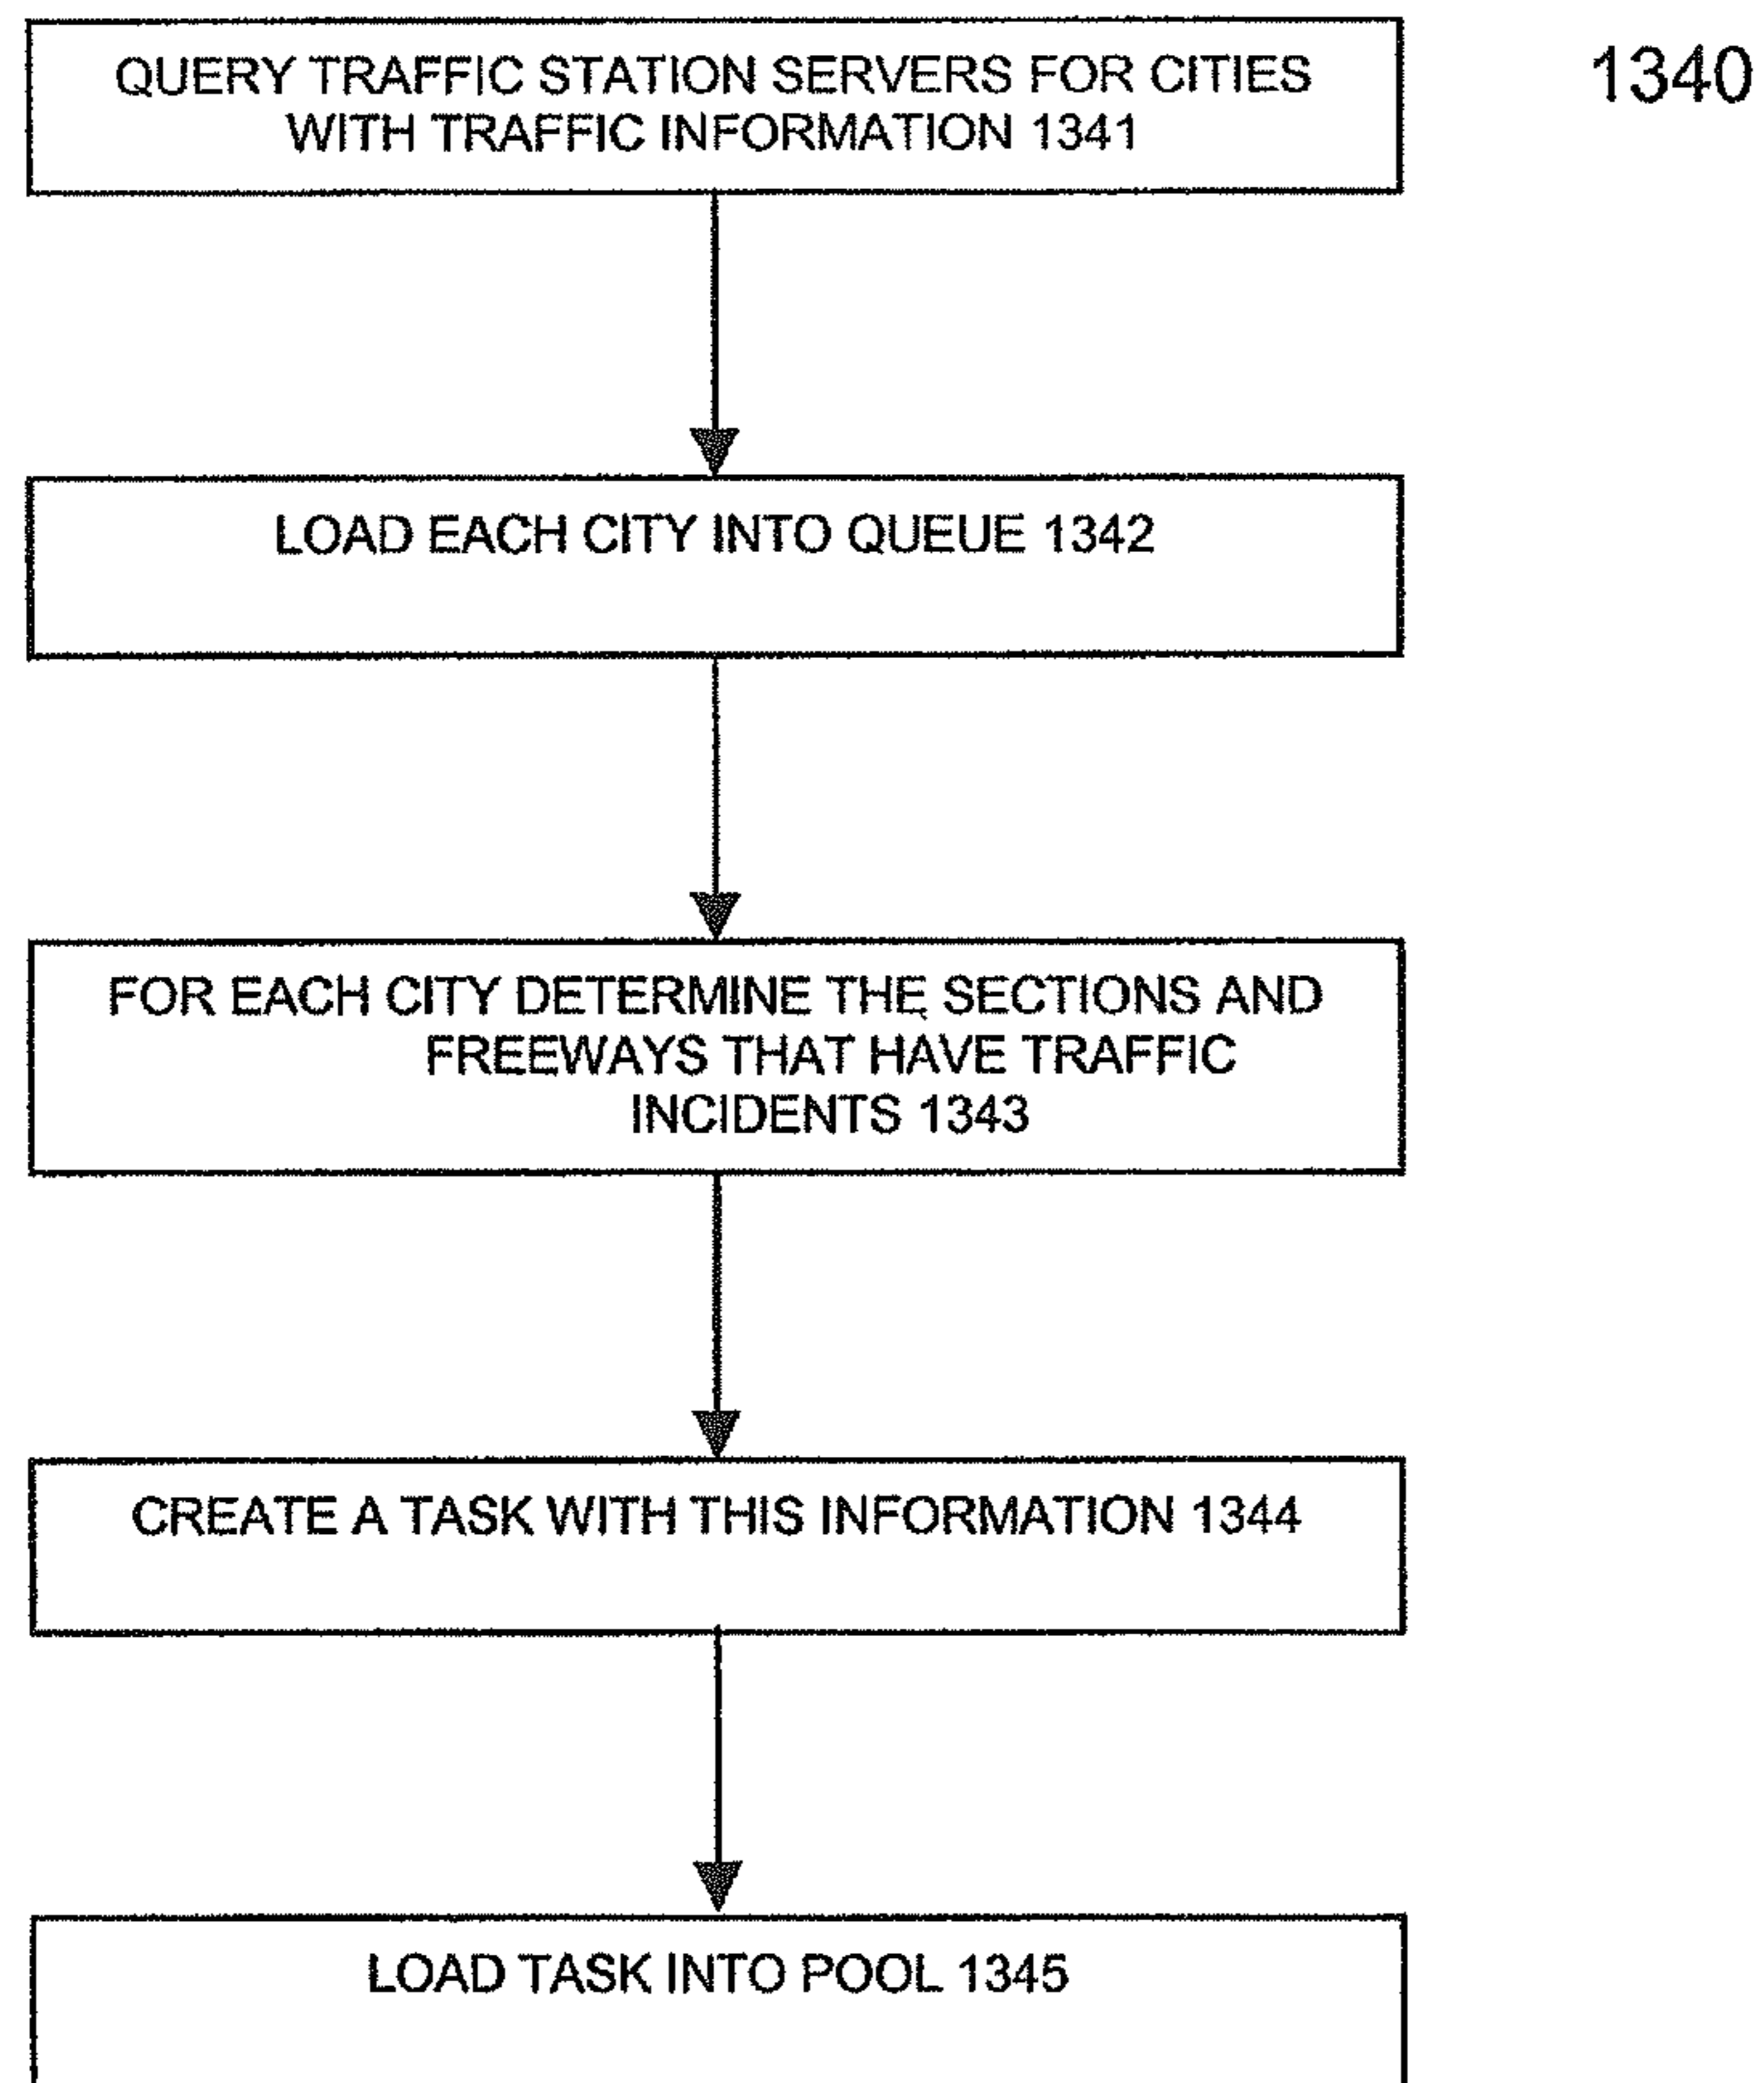 QUERY TRAFFIC STATION SERVERS FOR CITIES
WITH TRAFFIC INFORMATION 1341
1340
LOAD EACH CITY INTO QUEUE 1342
FOR EACH CITY DETERMINE THE SECTIONS AND
FREEWAYS THAT HAVE TRAFFIC
INCIDENTS 1343
CREATE A TASK WITH THIS INFORMATION 1344
LOAD TASK INTO POOL 1345